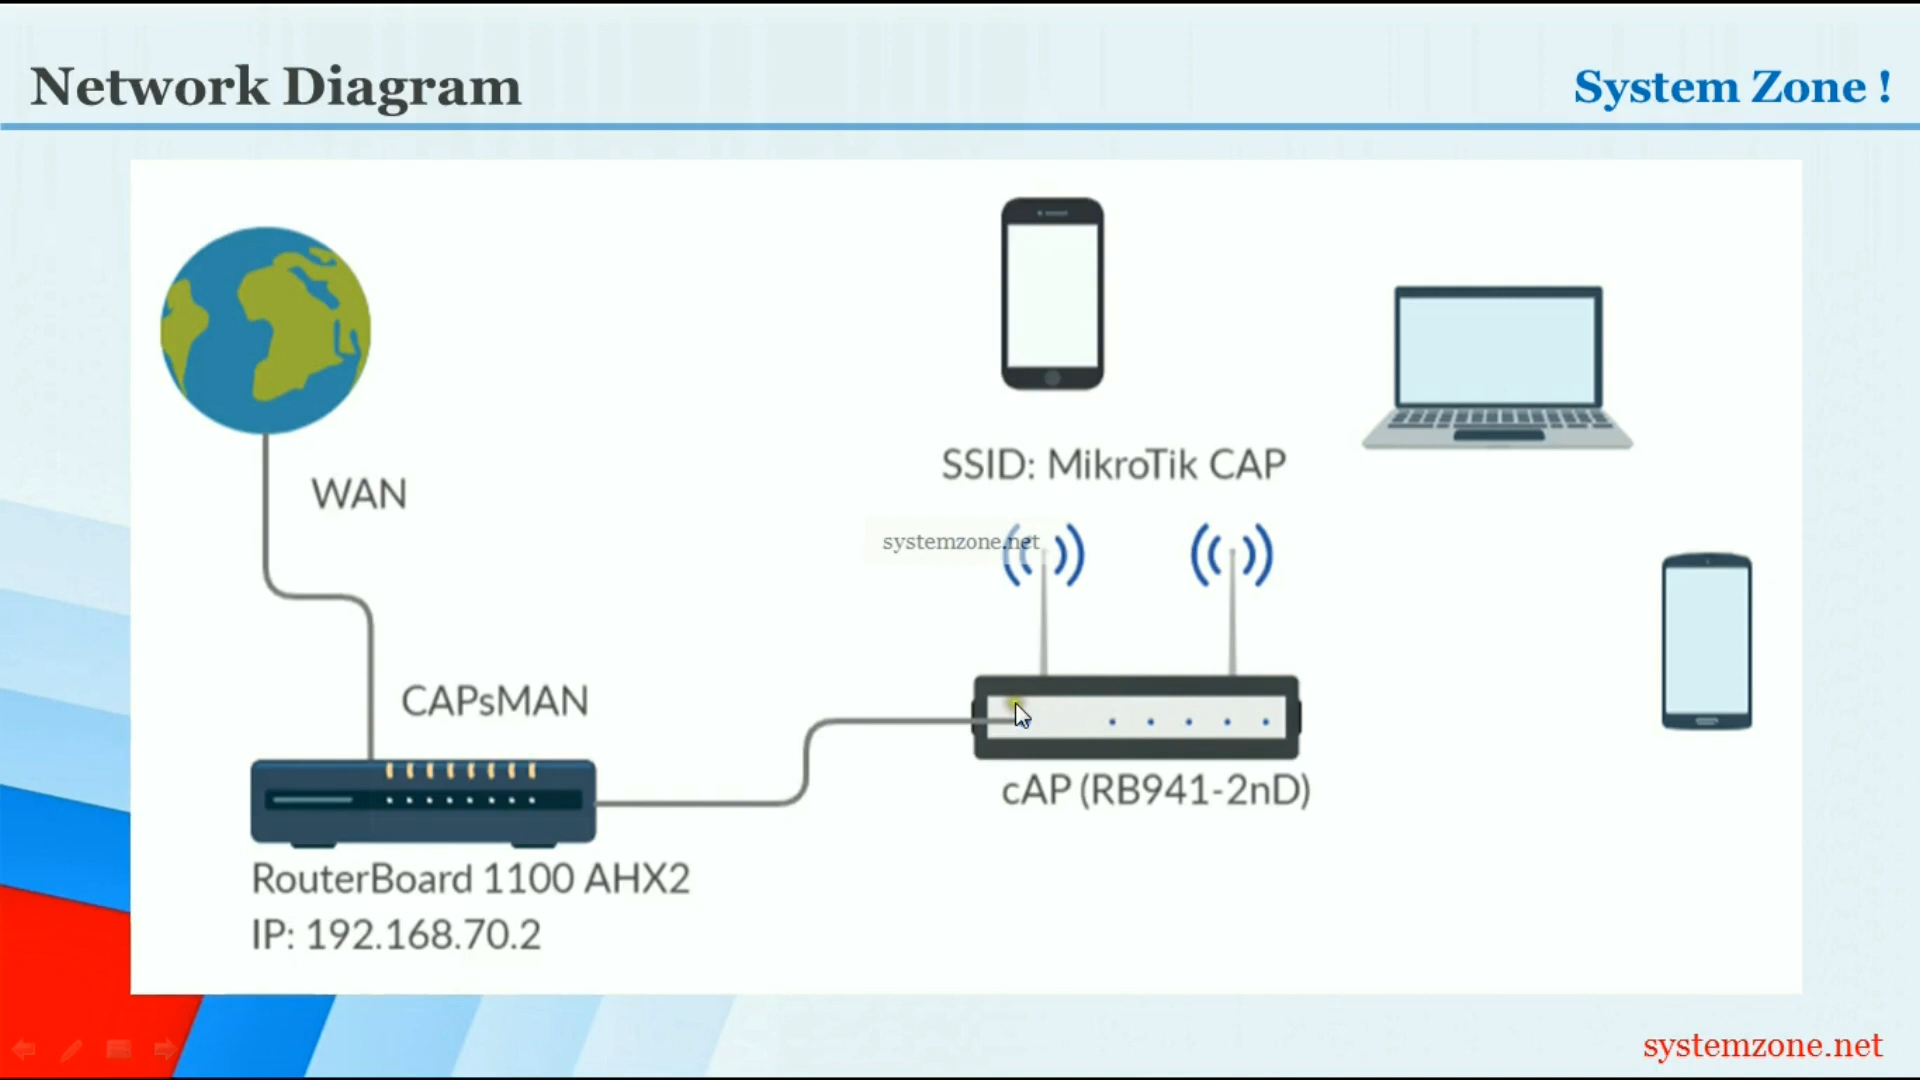 Network Diagram
System Zone !
SSID: MikroTik CAP
WAN
systemzone.net
CAPsMAN
cAP (RB941-2nD)
RouterBoard 1100 AHX2
IP: 192.168.70.2
systemzone.net